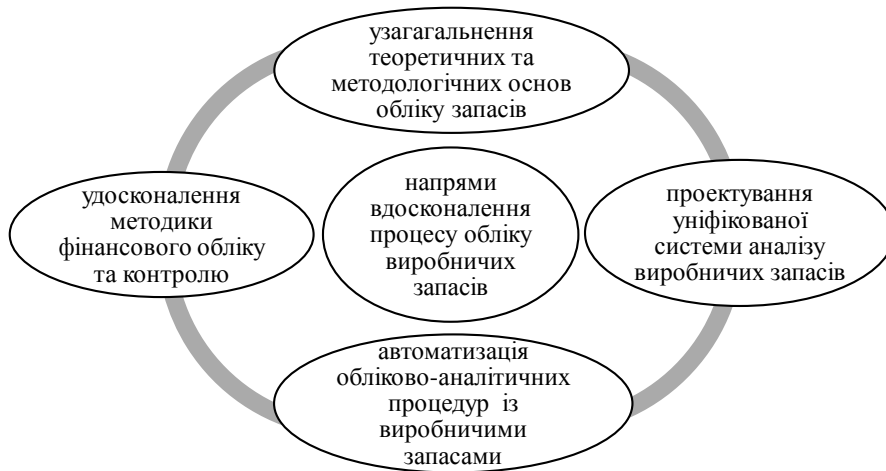 узагагальнення
теоретичних та
методологічних основ
обліку запасів
удосконалення
методики
фінансового обліку
та контролю
напрями
вдосконалення
процесу обліку
виробничих
запасів
проектування
уніфікованої
системи аналізу
виробничих запасів
автоматизація
обліково-аналітичних
процедур із
виробничими
запасами